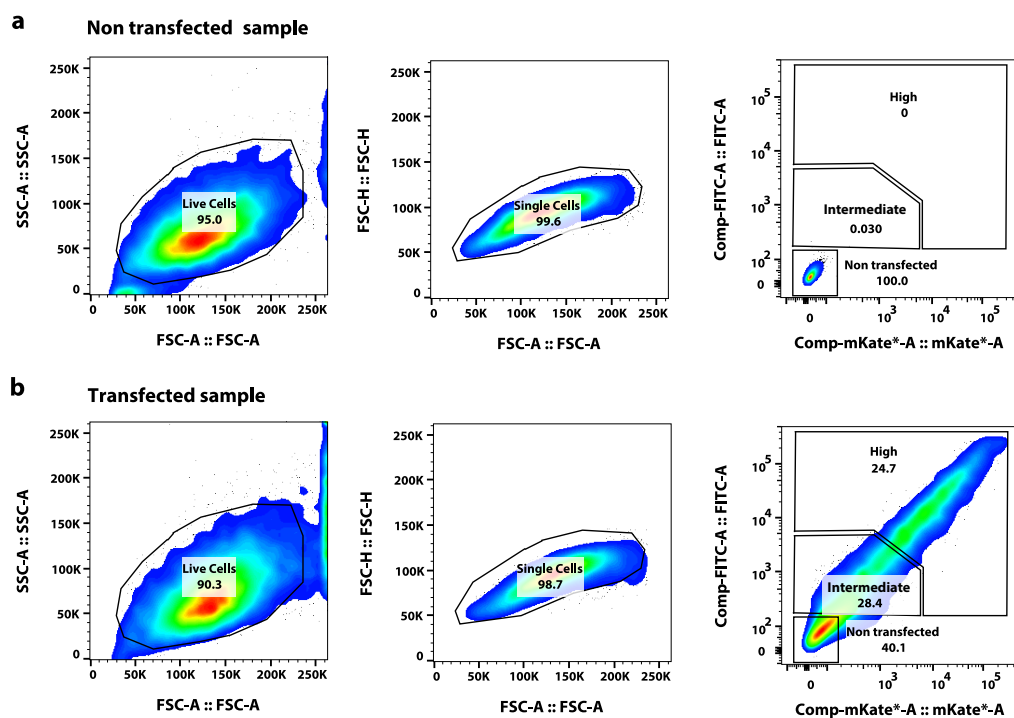 a
Non transfected sample
250K
200K
150K
100K
50K
0
SSC-A :: SSC-A
Live Cells
95.0
0
50K
100K
150K
200K
250K
FSC-A :: FSC-A
250K
200K
150K
100K
50K
0
FSC-H :: FSC-H
Single Cells
99.6
50K
100K
150K
200K
250K
FSC-A :: FSC-A
10^5
10^4
10^3
10^2
0
Comp-FITC-A :: FITC-A
High
0
Intermediate
0.030
Non transfected
100.0
0
10^3
10^4
10^5
Comp-mKate*-A :: mKate*-A
b
Transfected sample
250K
200K
150K
100K
50K
0
SSC-A :: SSC-A
Live Cells
90.3
0
50K
100K
150K
200K
250K
FSC-A :: FSC-A
250K
200K
150K
100K
50K
0
FSC-H :: FSC-H
Single Cells
98.7
50K
100K
150K
200K
250K
FSC-A :: FSC-A
10^5
10^4
10^3
10^2
0
Comp-FITC-A :: FITC-A
High
24.7
Intermediate
28.4
Non transfected
40.1
0
10^3
10^4
10^5
Comp-mKate*-A :: mKate*-A